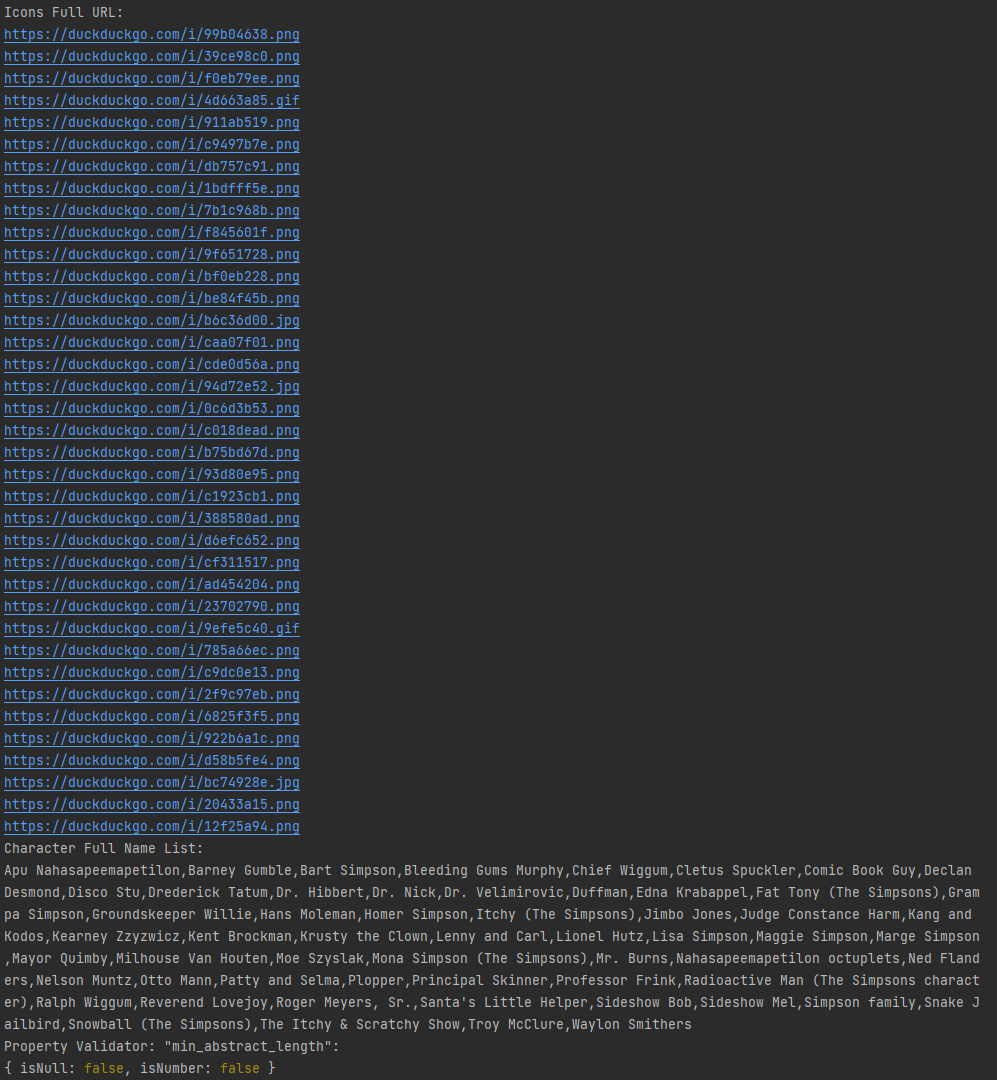 Icons Full URL:
https://duckduckgo.com/i/99b04638.png
https://duckduckgo.com/i/39ce98c0.png
https://duckduckgo.com/i/f0eb79ee.png
https://duckduckgo.com/i/4d663a85.gif
https://duckduckgo.com/i/911ab519.png
https://duckduckgo.com/i/c9497b7e.png
https://duckduckgo.com/i/db757c91.png
https://duckduckgo.com/i/1bdfff5e.png
https://duckduckgo.com/i/7b1c968b.png
https://duckduckgo.com/i/f845601f.png
https://duckduckgo.com/i/9f651728.png
https://duckduckgo.com/i/bf0eb228.png
https://duckduckgo.com/i/be84f45b.png
https://duckduckgo.com/i/b6c36d00.jpg
https://duckduckgo.com/i/caa07f01.png
https://duckduckgo.com/i/cde0d56a.png
https://duckduckgo.com/i/94d72e52.jpg
https://duckduckgo.com/i/0c6d3b53.png
https://duckduckgo.com/i/c018dead.png
https://duckduckgo.com/i/b75bd67d.png
https://duckduckgo.com/i/93d80e95.png
https://duckduckgo.com/i/c1923cb1.png
https://duckduckgo.com/i/388580ad.png
https://duckduckgo.com/i/d6efc652.png
https://duckduckgo.com/i/cf311517.png
https://duckduckgo.com/i/ad454204.png
https://duckduckgo.com/i/23702790.png
https://duckduckgo.com/i/9efe5c40.gif
https://duckduckgo.com/i/785a66ec.png
https://duckduckgo.com/i/c9dc0e13.png
https://duckduckgo.com/i/2f9c97eb.png
https://duckduckgo.com/i/6825f3f5.png
https://duckduckgo.com/i/922b6a1c.png
https://duckduckgo.com/i/d58b5fe4.png
https://duckduckgo.com/i/bc74928e.jpg
https://duckduckgo.com/i/20433a15.png
https://duckduckgo.com/i/12f25a94.png
Character Full Name List:
Apu Nahasapeemapetilon,Barney Gumble,Bart Simpson,Bleeding Gums Murphy,Chief Wiggum,Cletus Spuckler,Comic Book Guy,Declan
Desmond,Disco Stu,Drederick Tatum,Dr. Hibbert,Dr. Nick,Dr. Velimirovic,Duffman,Edna Krabappel,Fat Tony (The Simpsons),Gram
pa Simpson,Groundskeeper Willie,Hans Moleman,Homer Simpson,Itchy (The Simpsons),Jimbo Jones,Judge Constance Harm,Kang and
Kodos,Kearney Zzyzwicz,Kent Brockman,Krusty the Clown,Lenny and Carl,Lionel Hutz,Lisa Simpson,Maggie Simpson,Marge Simpson
,Mayor Quimby,Milhouse Van Houten,Moe Szyslak,Mona Simpson (The Simpsons),Mr. Burns,Nahasapeemapetilon octuplets,Ned Fland
ers,Nelson Muntz,Otto Mann,Patty and Selma,Plopper,Principal Skinner,Professor Frink,Radioactive Man (The Simpsons charact
er),Ralph Wiggum,Reverend Lovejoy,Roger Meyers, Sr.,Santa's Little Helper,Sideshow Bob,Sideshow Mel,Simpson family,Snake J
ailbird,Snowball (The Simpsons),The Itchy & Scratchy Show,Troy McClure,Waylon Smithers
Property Validator: "min_abstract_length":
{ isNull: false, isNumber: false }